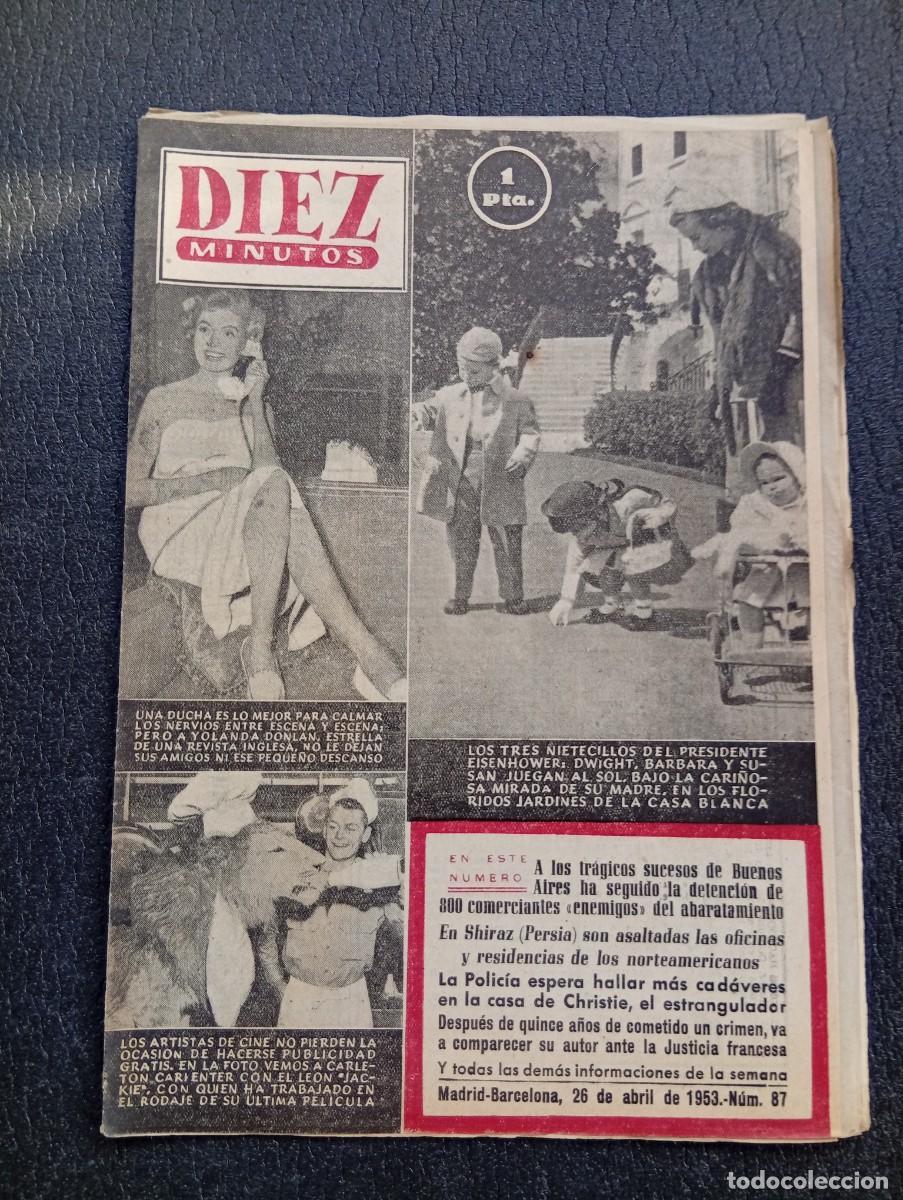 DIEZ
MINUTOS
1
Pta.
UNA DUCHA ES LO MEJOR PARA CALMAR
LOS NERVIOS ENTRE ESCENA Y ESCENA;
PERO A YOLANDA DONLAN, ESTRELLA
DE UNA REVISTA INGLESA, NO LE DEJAN
SUS AMIGOS NI ESE PEQUEÑO DESCANSO
LOS TRES NIETECILLOS DEL PRESIDENTE
EISENHOWER: DWIGHT, BARBARA Y SU-
SAN JUEGAN AL SOL, BAJO LA CARIÑO-
SA MIRADA DE SU MADRE, EN LOS FLO-
RIDOS JARDINES DE LA CASA BLANCA
LOS ARTISTAS DE CINE NO PIERDEN LA
OCASIÓN DE HACERSE PUBLICIDAD
GRATIS. EN LA FOTO VEMOS A CARLE-
TON CARPENTER CON EL LEON "JAC-
KIE", CON QUIEN HA TRABAJADO EN
EL RODAJE DE SU ULTIMA PELICULA
EN ESTE
NUMERO
A los trágicos sucesos de Buenos
Aires ha seguido la detención de
800 comerciantes «enemigos» del abaratamiento
En Shiraz (Persia) son asaltadas las oficinas
y residencias de los norteamericanos
La Policía espera hallar más cadáveres
en la casa de Christie, el estrangulador
Después de quince años de cometido un crimen, va
a comparecer su autor ante la Justicia francesa
Y todas las demás informaciones de la semana
Madrid-Barcelona, 26 de abril de 1953.-Núm. 87
todocoleccion